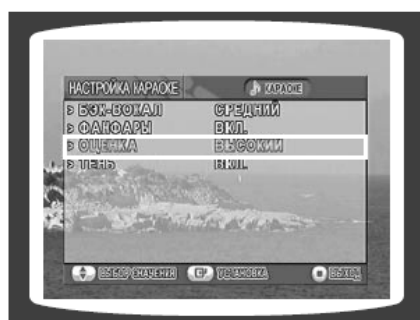 НАСТРОЙКА КАРАОКЕ КАРАОКЕ
БЭК-ВОКАЛ СРЕДНИЙ
ФАНФАРЫ ВКЛ.
ОЦЕНКА ВЫСОКИЙ
ТЕНЬ ВКЛ.
ВЫБОР ЗНАЧЕНИЯ УСТАНОВКА ВЫХОД